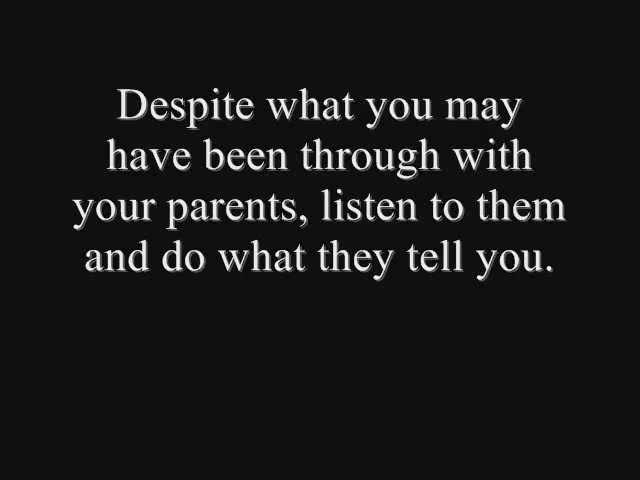 Despite what you may
have been through with
your parents, listen to them
and do what they tell you.